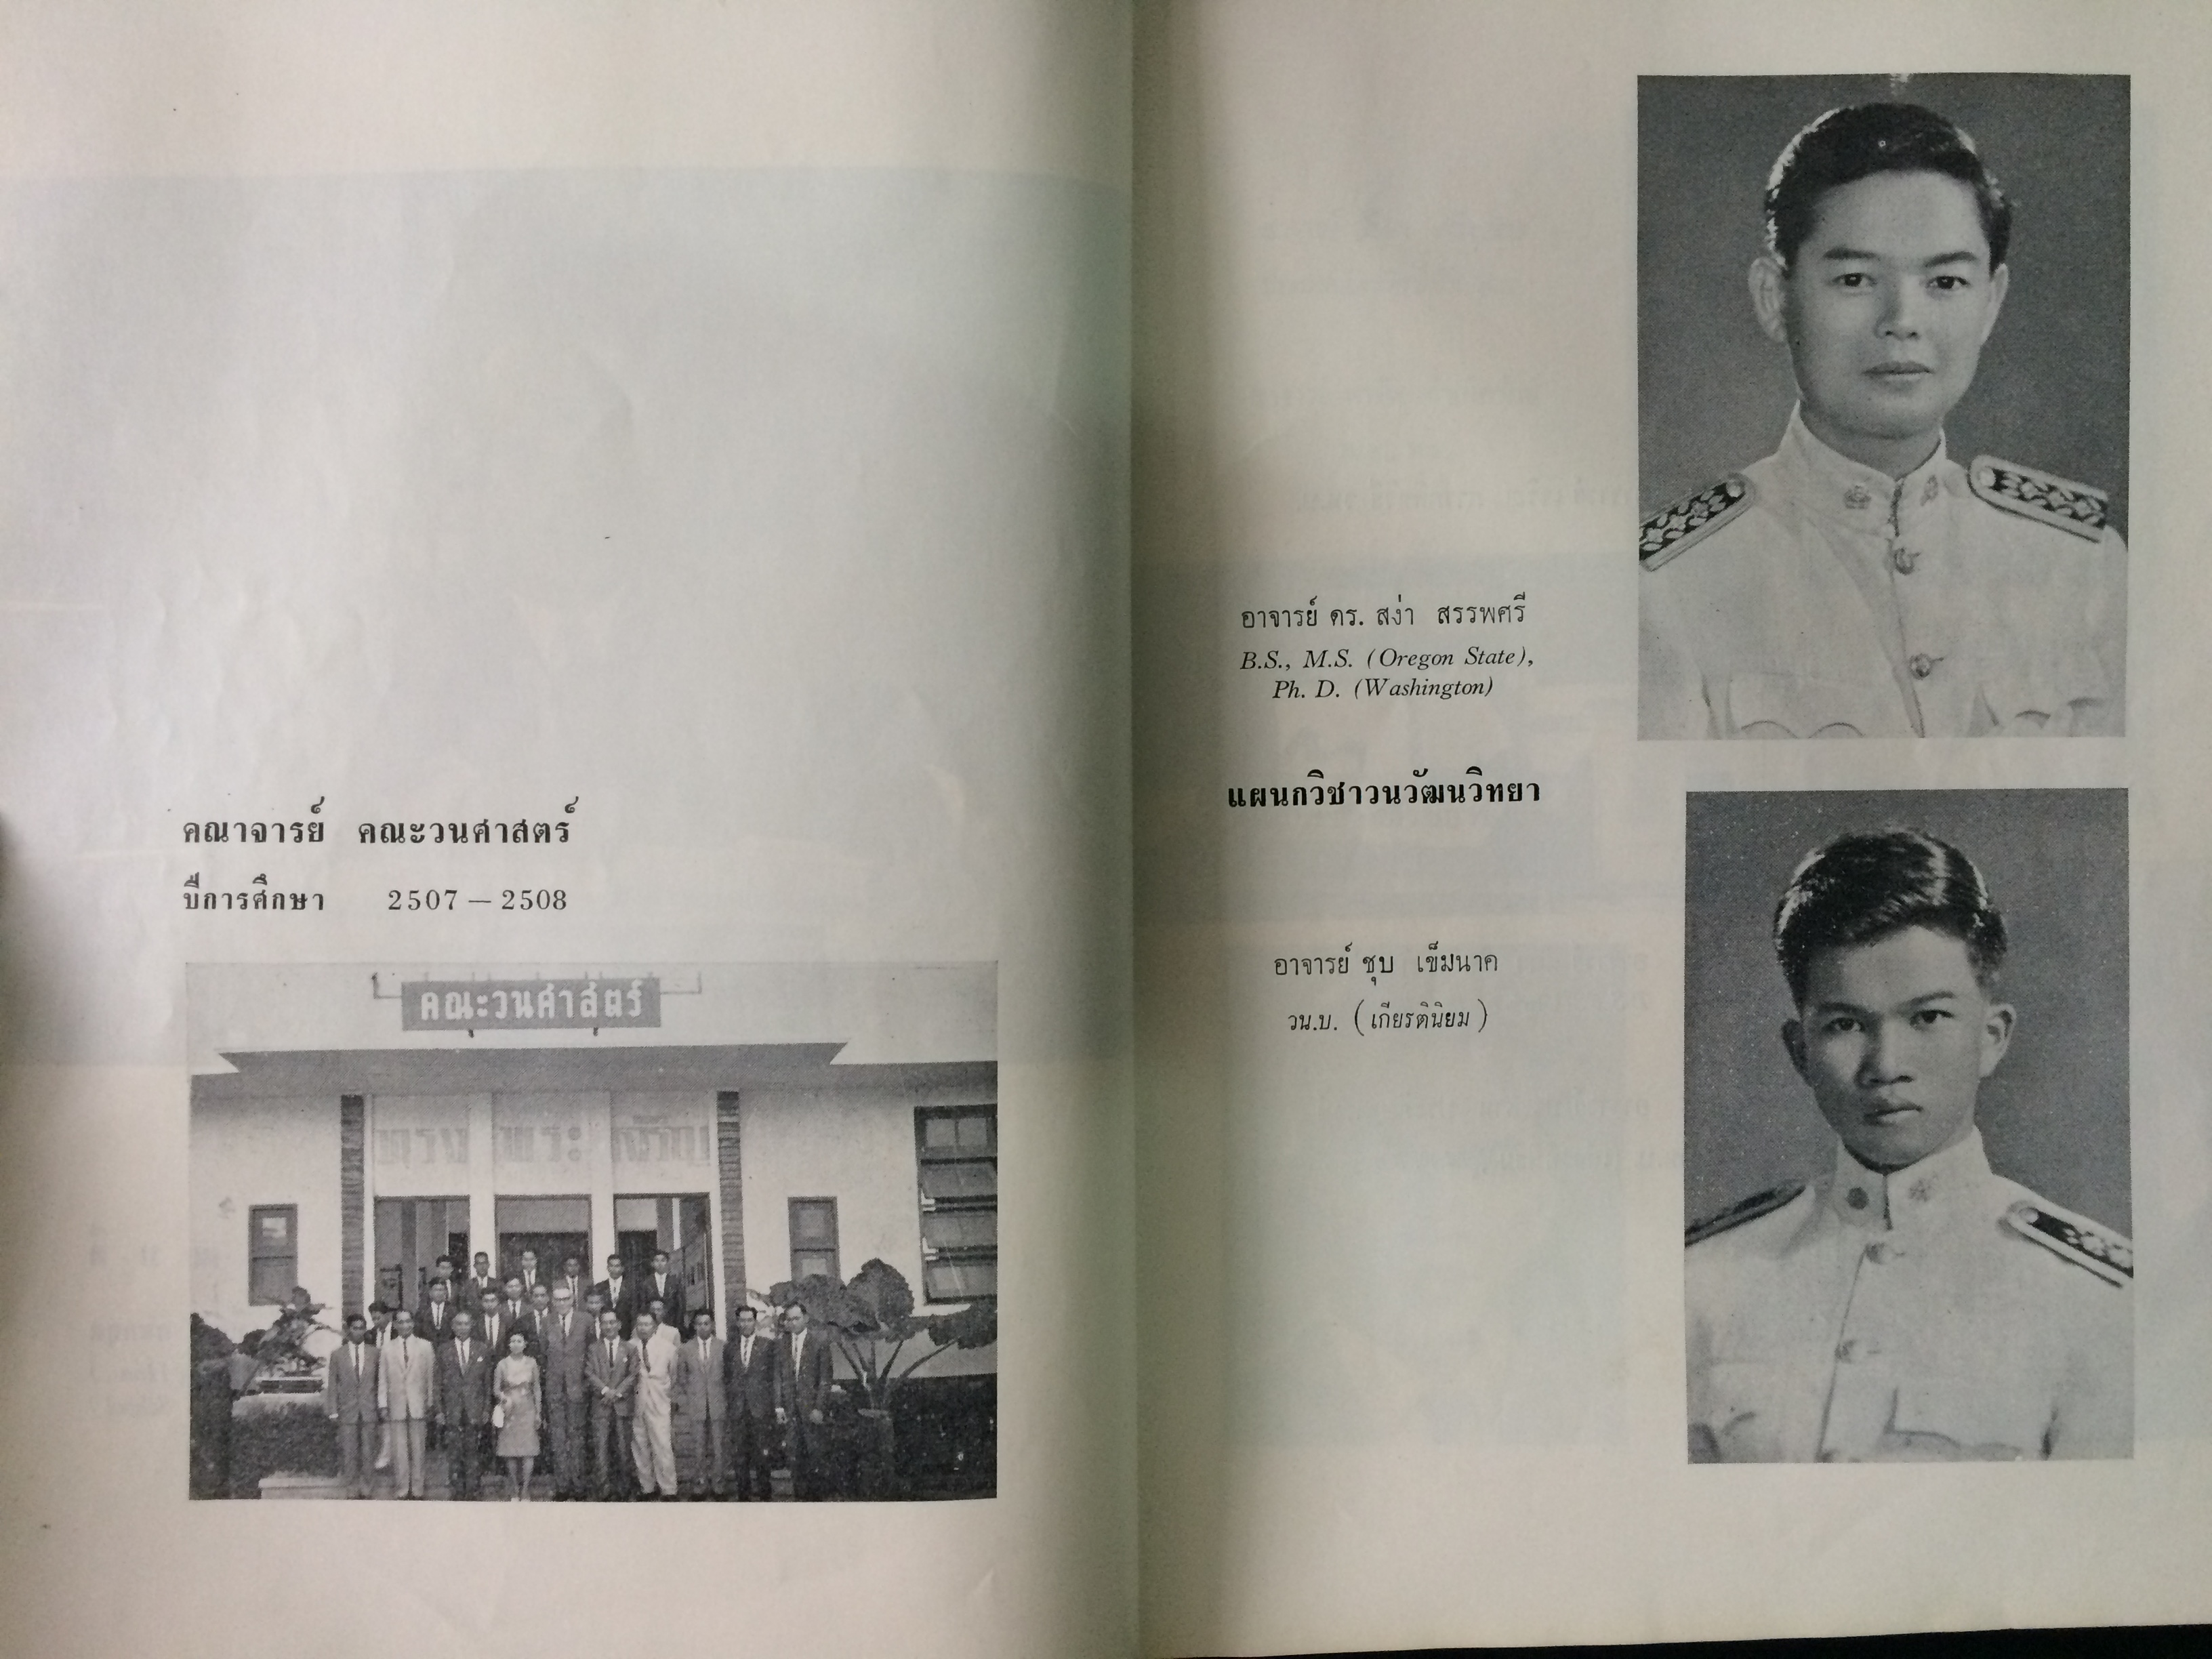 คณาจารย์ คณะวนศาสตร์
ปีการศึกษา 2507 — 2508
คณะวนศาสตร์
อาจารย์ ดร. สง่า สรรพศรี
B.S., M.S. (Oregon State),
Ph. D. (Washington)
แผนกวิชาวนวัฒนวิทยา
อาจารย์ ชุบ เข็มนาค
วน.บ. (เกียรตินิยม)